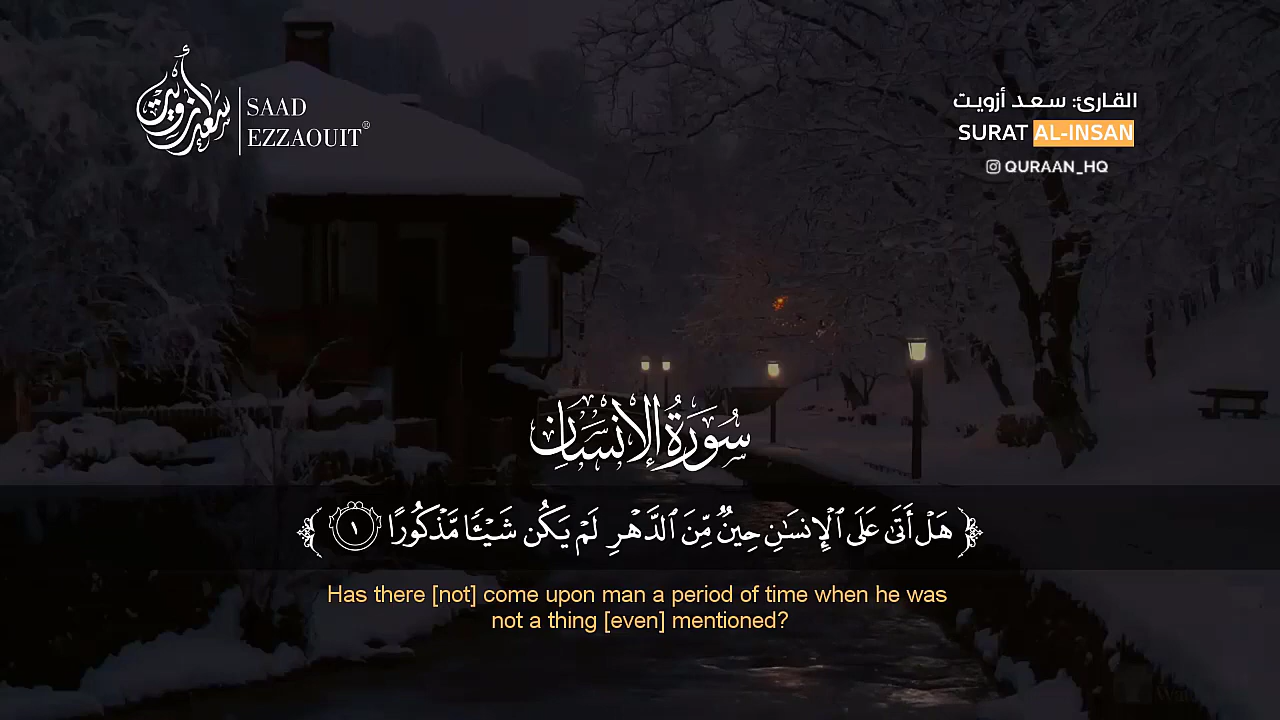 سعد أزويت
SAAD
EZZAOUIT®
القارئ: سعد أزويت
SURAT AL-INSAN
QURAAN_HQ
سُورَةُ الإِنسَانِ
هَلْ أَتَىٰ عَلَى ٱلْإِنسَـٰنِ حِينٌ مِّنَ ٱلدَّهْرِ لَمْ يَكُن شَيْـًٔا مَّذْكُورًا ١
Has there [not] come upon man a period of time when he was
not a thing [even] mentioned?